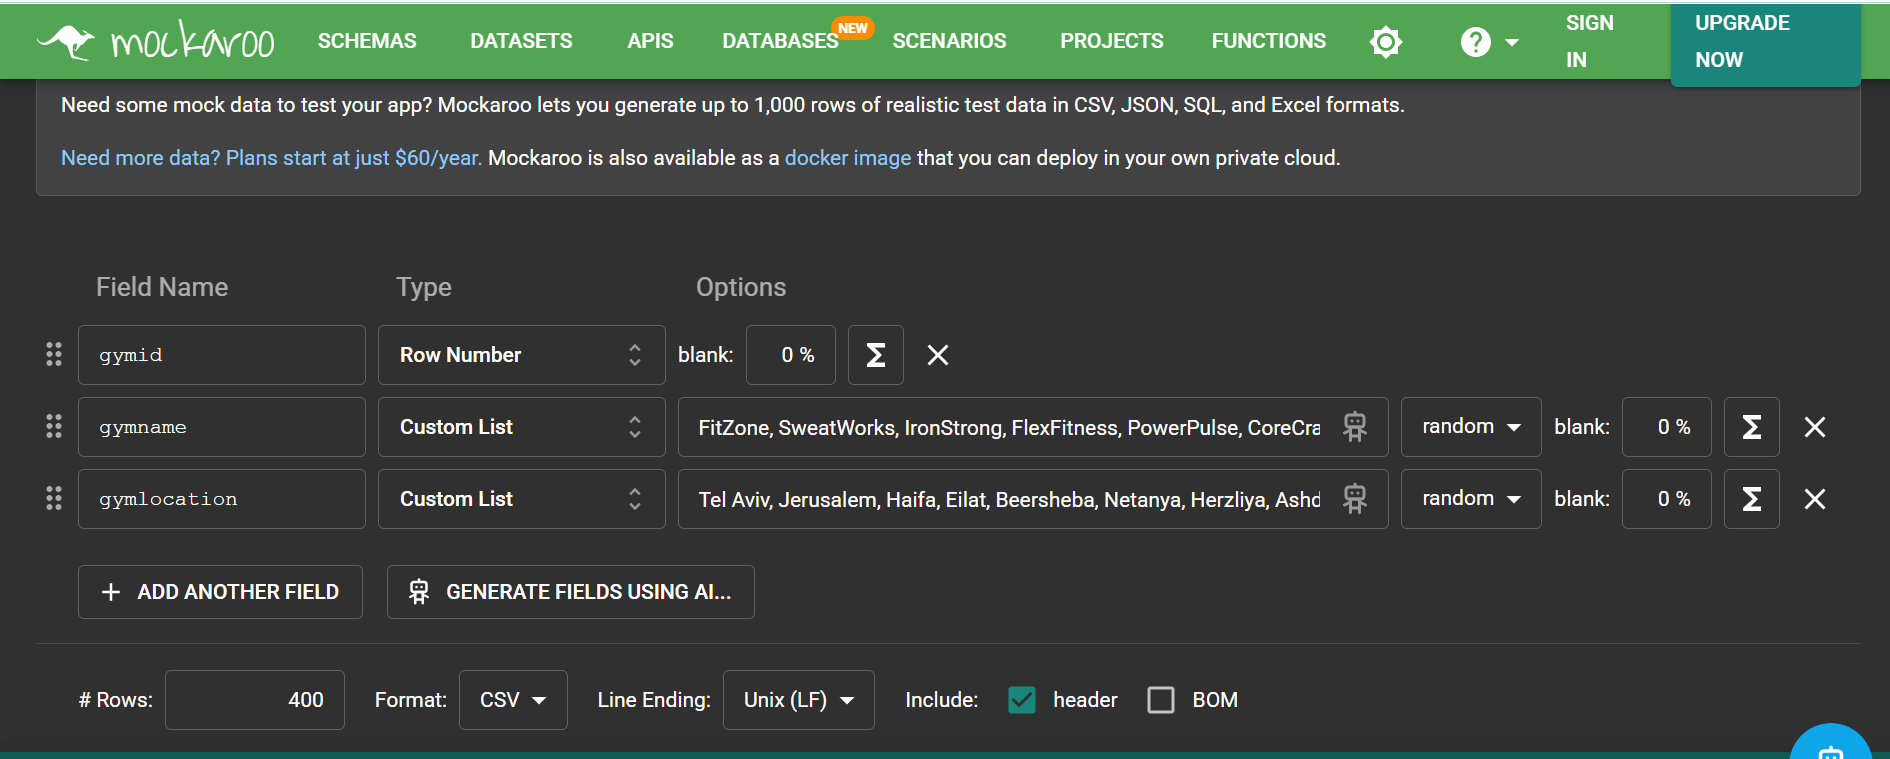 mockaroo SCHEMAS DATASETS APIS DATABASES NEW SCENARIOS PROJECTS FUNCTIONS ? SIGN IN UPGRADE NOW
Need some mock data to test your app? Mockaroo lets you generate up to 1,000 rows of realistic test data in CSV, JSON, SQL, and Excel formats.
Need more data? Plans start at just $60/year. Mockaroo is also available as a docker image that you can deploy in your own private cloud.
Field Name Type Options
gymid Row Number blank: 0 % Σ
gymname Custom List FitZone, SweatWorks, IronStrong, FlexFitness, PowerPulse, CoreCra random blank: 0 % Σ
gymlocation Custom List Tel Aviv, Jerusalem, Haifa, Eilat, Beersheba, Netanya, Herzliya, Ashd random blank: 0 % Σ
+ ADD ANOTHER FIELD GENERATE FIELDS USING AI...
# Rows: 400 Format: CSV Line Ending: Unix (LF) Include: header BOM